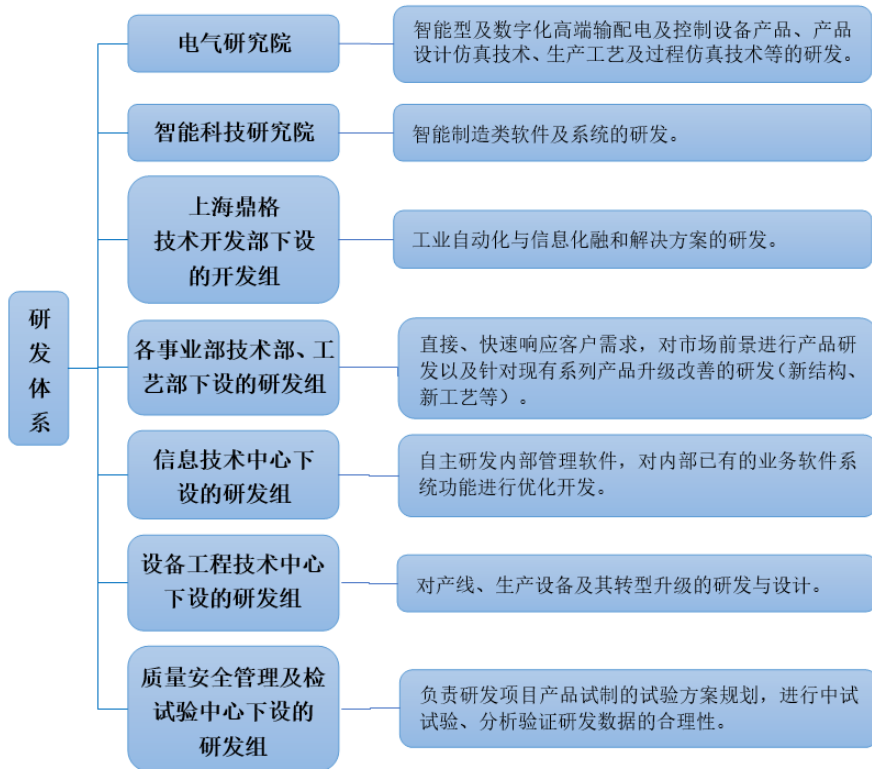 研
发
体
系
电气研究院
智能型及数字化高端输配电及控制设备产品、产品
设计仿真技术、生产工艺及过程仿真技术等的研发。
智能科技研究院
智能制造类软件及系统的研发。
上海鼎格
技术开发部下设
的开发组
工业自动化与信息化融和解决方案的研发。
各事业部技术部、工
艺部下设的研发组
直接、快速响应客户需求，对市场前景进行产品研
发以及针对现有系列产品升级改善的研发（新结构、
新工艺等）。
信息技术中心下
设的研发组
自主研发内部管理软件，对内部已有的业务软件系
统功能进行优化开发。
设备工程技术中心
下设的研发组
对产线、生产设备及其转型升级的研发与设计。
质量安全管理及检
试验中心下设的
研发组
负责研发项目产品试制的试验方案规划，进行中试
试验、分析验证研发数据的合理性。